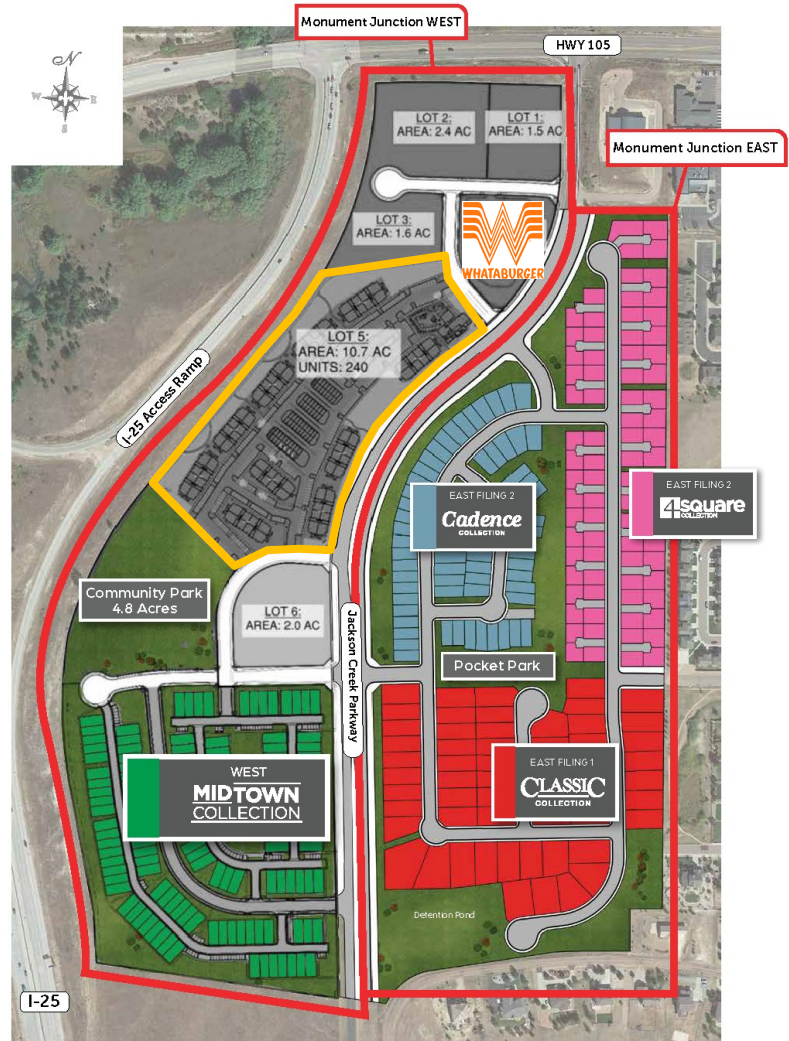 Monument Junction WEST
HWY 105
N
W
E
S
LOT 2:
AREA: 2.4 AC
LOT 1:
AREA: 1.5 AC
Monument Junction EAST
LOT 3:
AREA: 1.6 AC
WHATABURGER
LOT 5:
AREA: 10.7 AC
UNITS: 240
I-25 Access Ramp
EAST FILING 2
Cadence
COLLECTION
EAST FILING 2
4square
COLLECTION
Community Park
4.8 Acres
LOT 6:
AREA: 2.0 AC
Jackson Creek Parkway
Pocket Park
WEST
MIDTOWN
COLLECTION
EAST FILING 1
CLASSIC
COLLECTION
Detention Pond
I-25